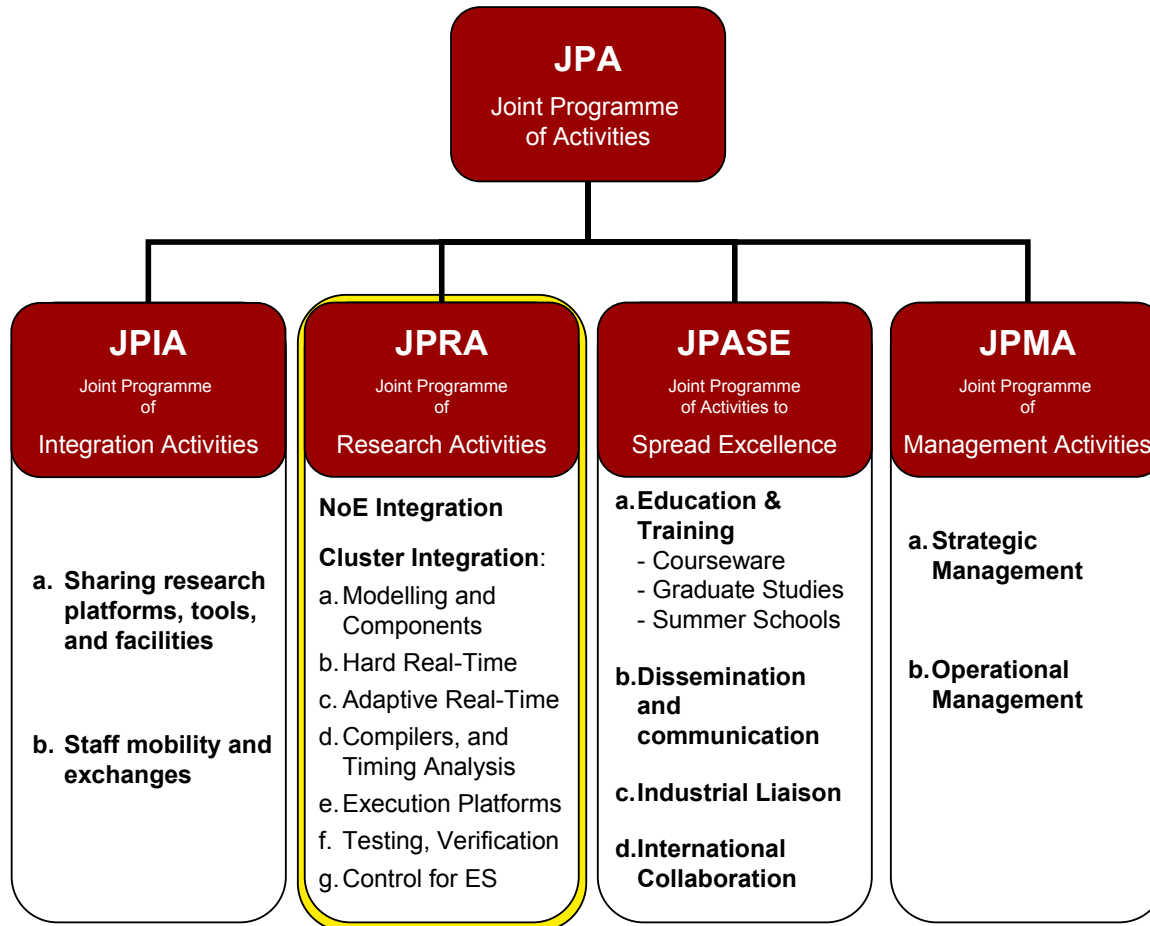 JPA
Joint Programme
of Activities
JPIA
Joint Programme
of
Integration Activities
a. Sharing research
platforms, tools,
and facilities
b. Staff mobility and
exchanges
JPRA
Joint Programme
of
Research Activities
NoE Integration
Cluster Integration:
a. Modelling and
Components
b. Hard Real-Time
c. Adaptive Real-Time
d. Compilers, and
Timing Analysis
e. Execution Platforms
f. Testing, Verification
g. Control for ES
JPASE
Joint Programme
of Activities to
Spread Excellence
a. Education &
Training
- Courseware
- Graduate Studies
- Summer Schools
b. Dissemination
and
communication
c. Industrial Liaison
d. International
Collaboration
JPMA
Joint Programme
of
Management Activities
a. Strategic
Management
b. Operational
Management